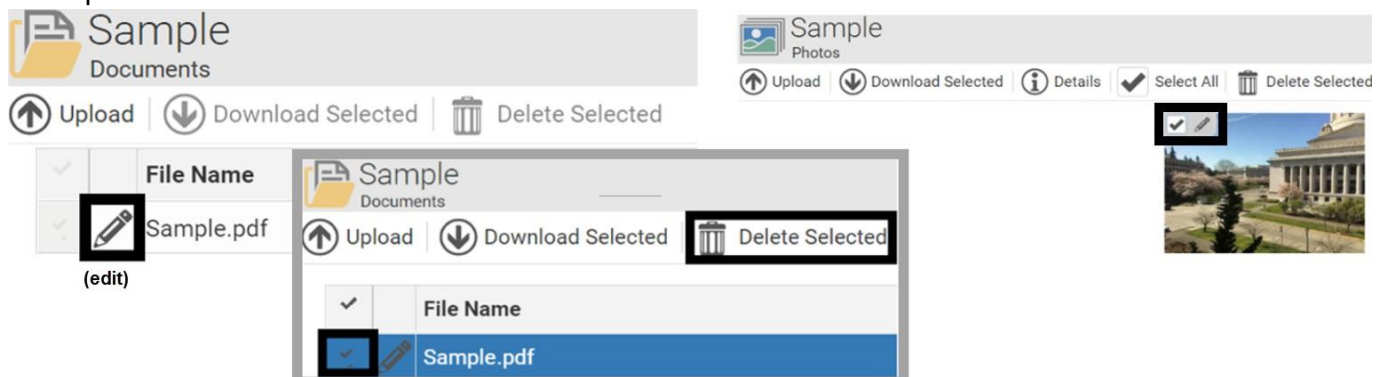 Sample
Documents
Upload Download Selected Delete Selected
File Name
Sample.pdf
(edit)
Sample
Documents
Upload Download Selected Delete Selected
File Name
Sample.pdf
Sample
Photos
Upload Download Selected Details Select All Delete Selected